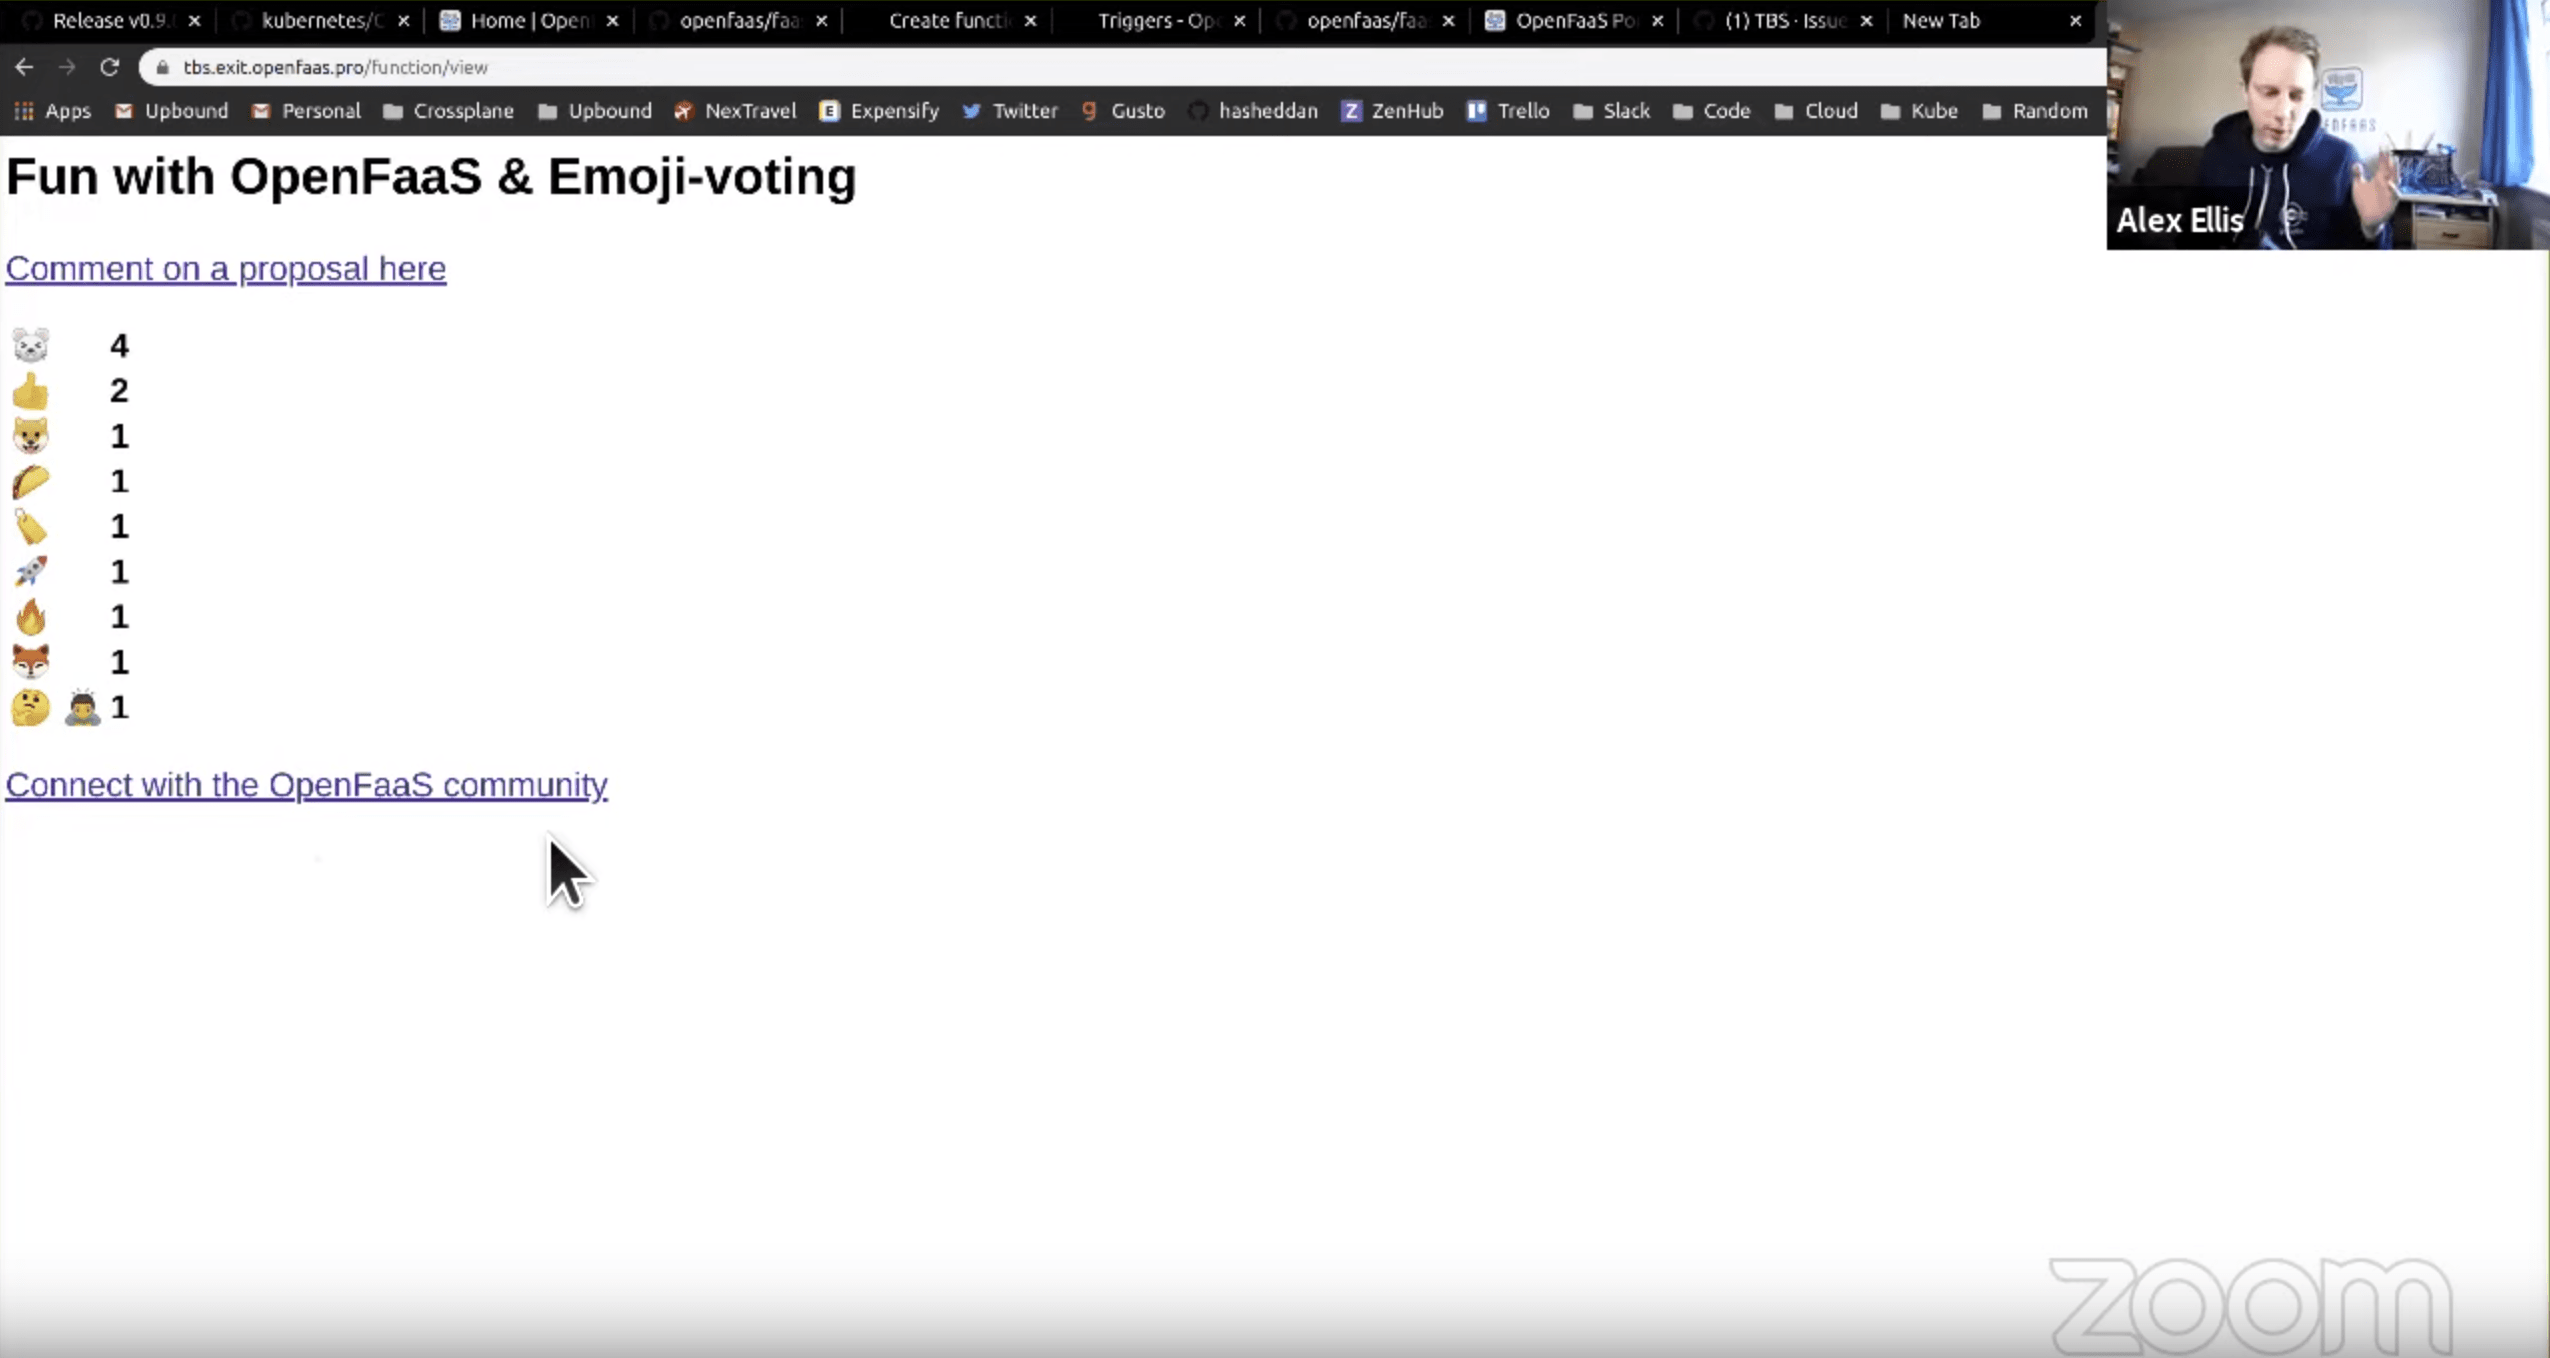 Release v0.9. kubernetes/C Home | Open openfaas/faa Create functi Triggers - Op openfaas/faa OpenFaaS Po (1) TBS · Issue New Tab
tbs.exit.openfaas.pro/function/view
Apps Upbound Personal Crossplane Upbound NexTravel Expensify Twitter Gusto hasheddan ZenHub Trello Slack Code Cloud Kube Random
Alex Ellis
Fun with OpenFaaS & Emoji-voting
Comment on a proposal here
4
2
1
1
1
1
1
1
1
Connect with the OpenFaaS community
zoom